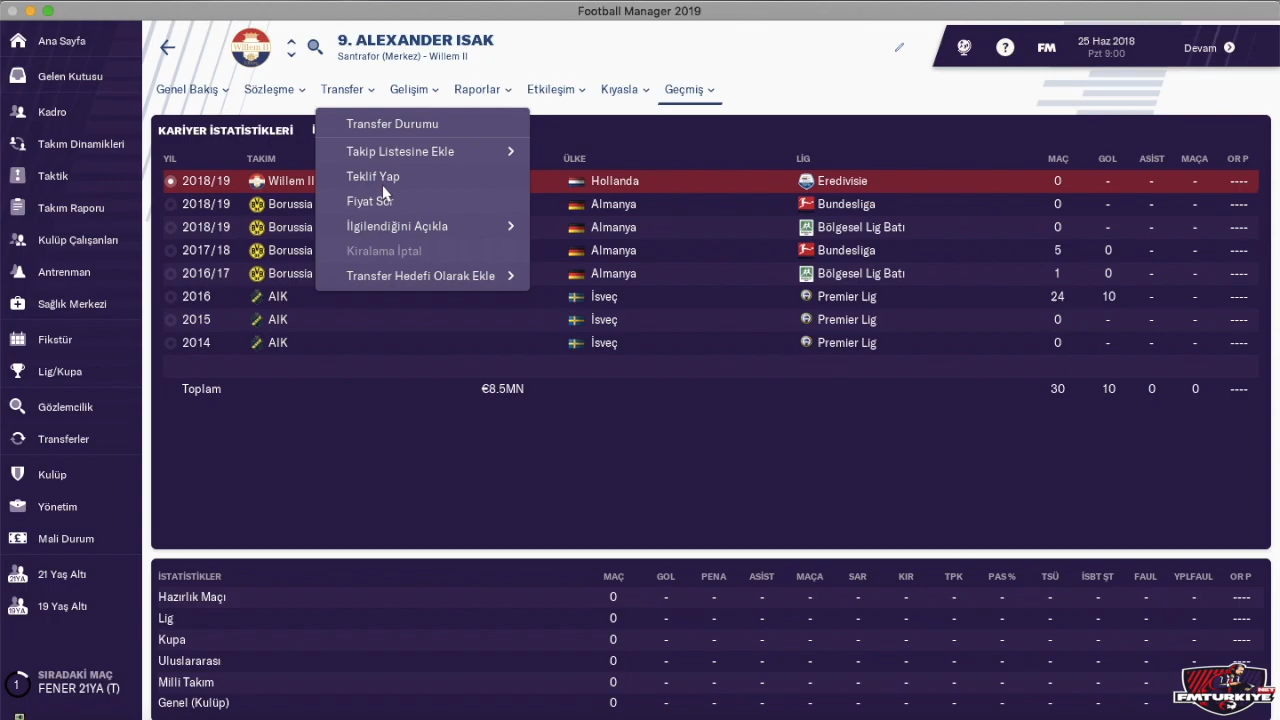 Football Manager 2019
Ana Sayfa
Gelen Kutusu
Kadro
Takım Dinamikleri
Taktik
Takım Raporu
Kulüp Çalışanları
Antrenman
Sağlık Merkezi
Fikstür
Lig/Kupa
Gözlemcilik
Transferler
Kulüp
Yönetim
Mali Durum
21YA 21 Yaş Altı
19YA 19 Yaş Altı
1 SIRADAKİ MAÇ
FENER 21YA (T)
Willem II
9. ALEXANDER ISAK
Santrafor (Merkez) - Willem II
? FM 25 Haz 2018
Pzt 9:00
Devam
Genel Bakış Sözleşme Transfer Gelişim Raporlar Etkileşim Kıyasla Geçmiş
Transfer Durumu
Takip Listesine Ekle
Teklif Yap
Fiyat Sor
İlgilendiğini Açıkla
Kiralama İptal
Transfer Hedefi Olarak Ekle
KARİYER İSTATİSTİKLERİ
YIL TAKIM ÜLKE LİG MAÇ GOL ASİST MAÇA OR P
2018/19 Willem II Hollanda Eredivisie 0 - - - ----
2018/19 Borussia Almanya Bundesliga 0 - - - ----
2018/19 Borussia Almanya Bölgesel Lig Batı 0 - - - ----
2017/18 Borussia Almanya Bundesliga 5 0 - - ----
2016/17 Borussia Almanya Bölgesel Lig Batı 1 0 - - ----
2016 AIK İsveç Premier Lig 24 10 - - ----
2015 AIK İsveç Premier Lig 0 - - - ----
2014 AIK İsveç Premier Lig 0 - - - ----
Toplam €8.5MN 30 10 0 0 ----
İSTATİSTİKLER MAÇ GOL PENA ASİST MAÇA SAR KIR TPK PAS % TSÜ İSBT ŞT FAUL YPLFAUL OR P
Hazırlık Maçı 0 - - - - - - - - - - - - ----
Lig 0 - - - - - - - - - - - - ----
Kupa 0 - - - - - - - - - - - - ----
Uluslararası 0 - - - - - - - - - - - - ----
Milli Takım 0 - - - - - - - - - - - - ----
Genel (Kulüp) 0 - - - - - - - - - - - - ----
FMTURKIYE.NET